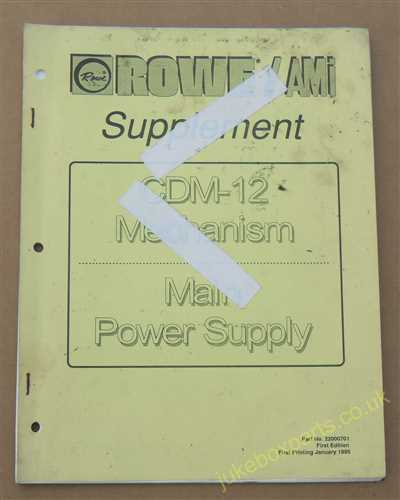 Rowe
ROWE / AMi
Supplement
CDM-12
Mechanism
Main
Power Supply
Part No. 22000701
First Edition
First Printing January 1995
jukeboxparts.co.uk